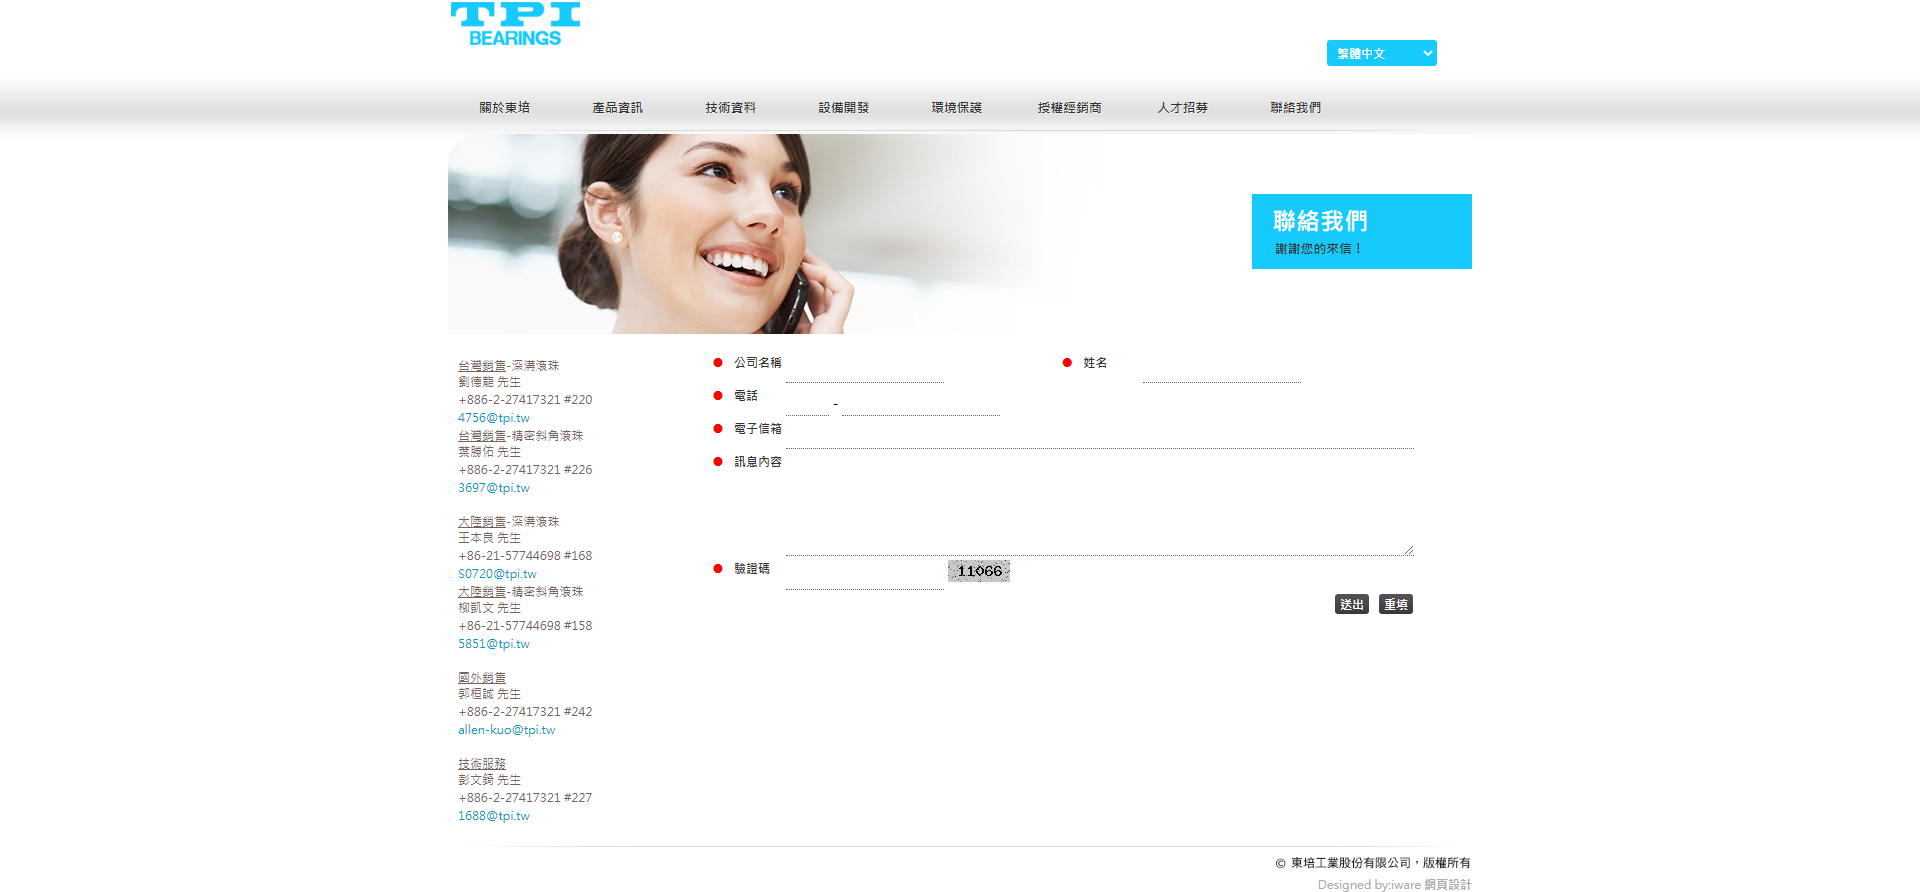 TPI
BEARINGS
繁體中文
關於東培
產品資訊
技術資料
設備開發
環境保護
授權經銷商
人才招募
聯絡我們
聯絡我們
謝謝您的來信！
台灣銷售-深溝滾珠
劉德龍 先生
+886-2-27417321 #220
4756@tpi.tw
台灣銷售-精密斜角滾珠
葉勝佑 先生
+886-2-27417321 #226
3697@tpi.tw
大陸銷售-深溝滾珠
王本良 先生
+86-21-57744698 #168
S0720@tpi.tw
大陸銷售-精密斜角滾珠
柳凱文 先生
+86-21-57744698 #158
5851@tpi.tw
國外銷售
郭桓誠 先生
+886-2-27417321 #242
allen-kuo@tpi.tw
技術服務
彭文錡 先生
+886-2-27417321 #227
1688@tpi.tw
公司名稱
姓名
電話
-
電子信箱
訊息內容
驗證碼
11066
送出
重填
© 東培工業股份有限公司，版權所有
Designed by:iware 網頁設計